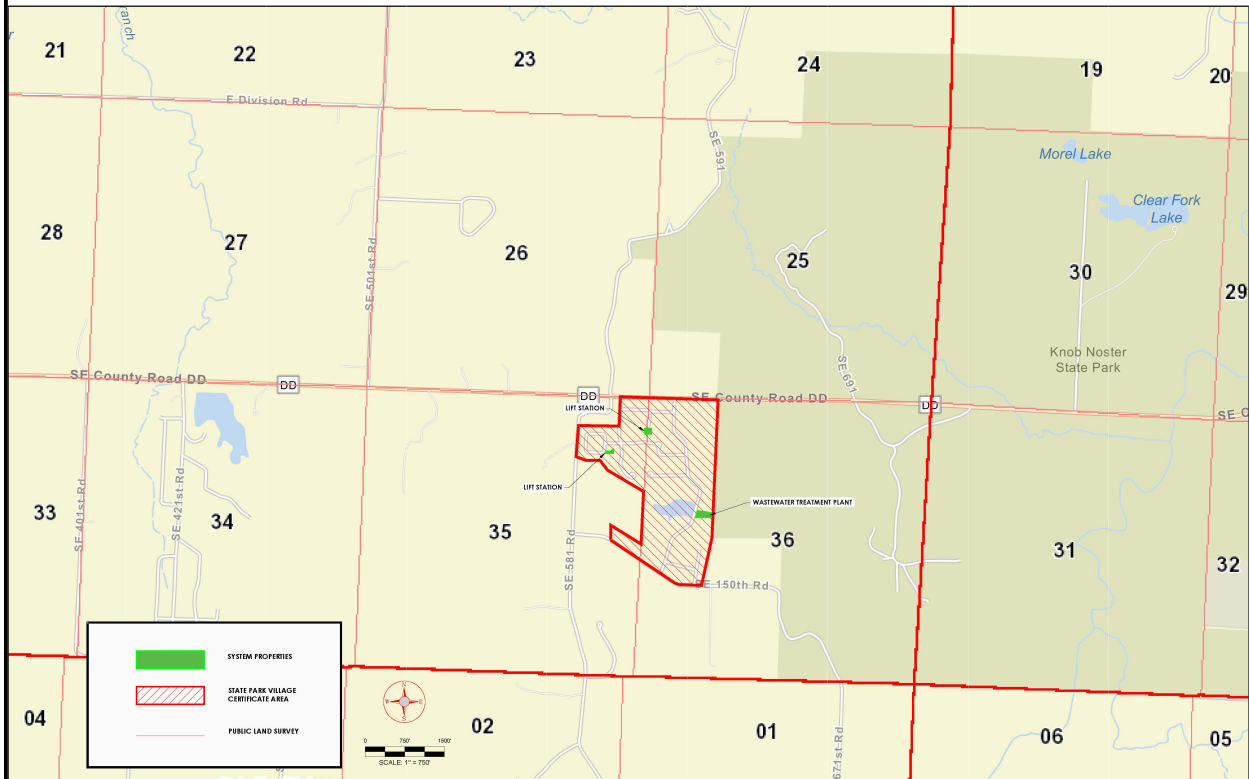 ranch
21
22
23
24
19
20
E Division Rd
SE 591
Morel Lake
Clear Fork
Lake
28
27
26
25
30
29
SE 501st Rd
Knob Noster
State Park
SE County Road DD
DD
DD
SE County Road DD
DD
SE 691
LIFT STATION
LIFT STATION
WASTEWATER TREATMENT PLANT
33
34
35
36
31
32
SE 401st Rd
SE 421st Rd
SE 581 Rd
SE 150th Rd
SYSTEM PROPERTIES
STATE PARK VILLAGE
CERTIFICATE AREA
PUBLIC LAND SURVEY
N
W
E
S
0 750' 1500'
SCALE: 1" = 750'
04
02
01
06
05
671st Rd